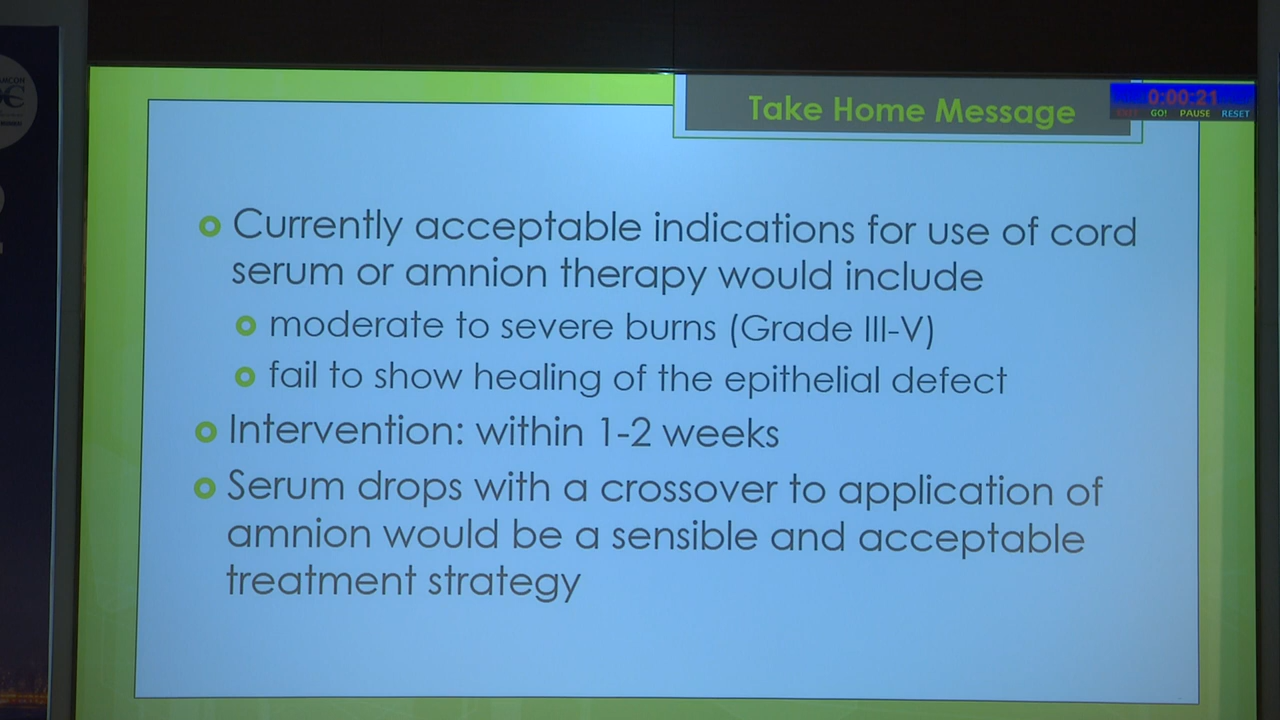 Take Home Message
0:00:21
EXIT GO! PAUSE RESET
Currently acceptable indications for use of cord
serum or amnion therapy would include
moderate to severe burns (Grade III-V)
fail to show healing of the epithelial defect
Intervention: within 1-2 weeks
Serum drops with a crossover to application of
amnion would be a sensible and acceptable
treatment strategy